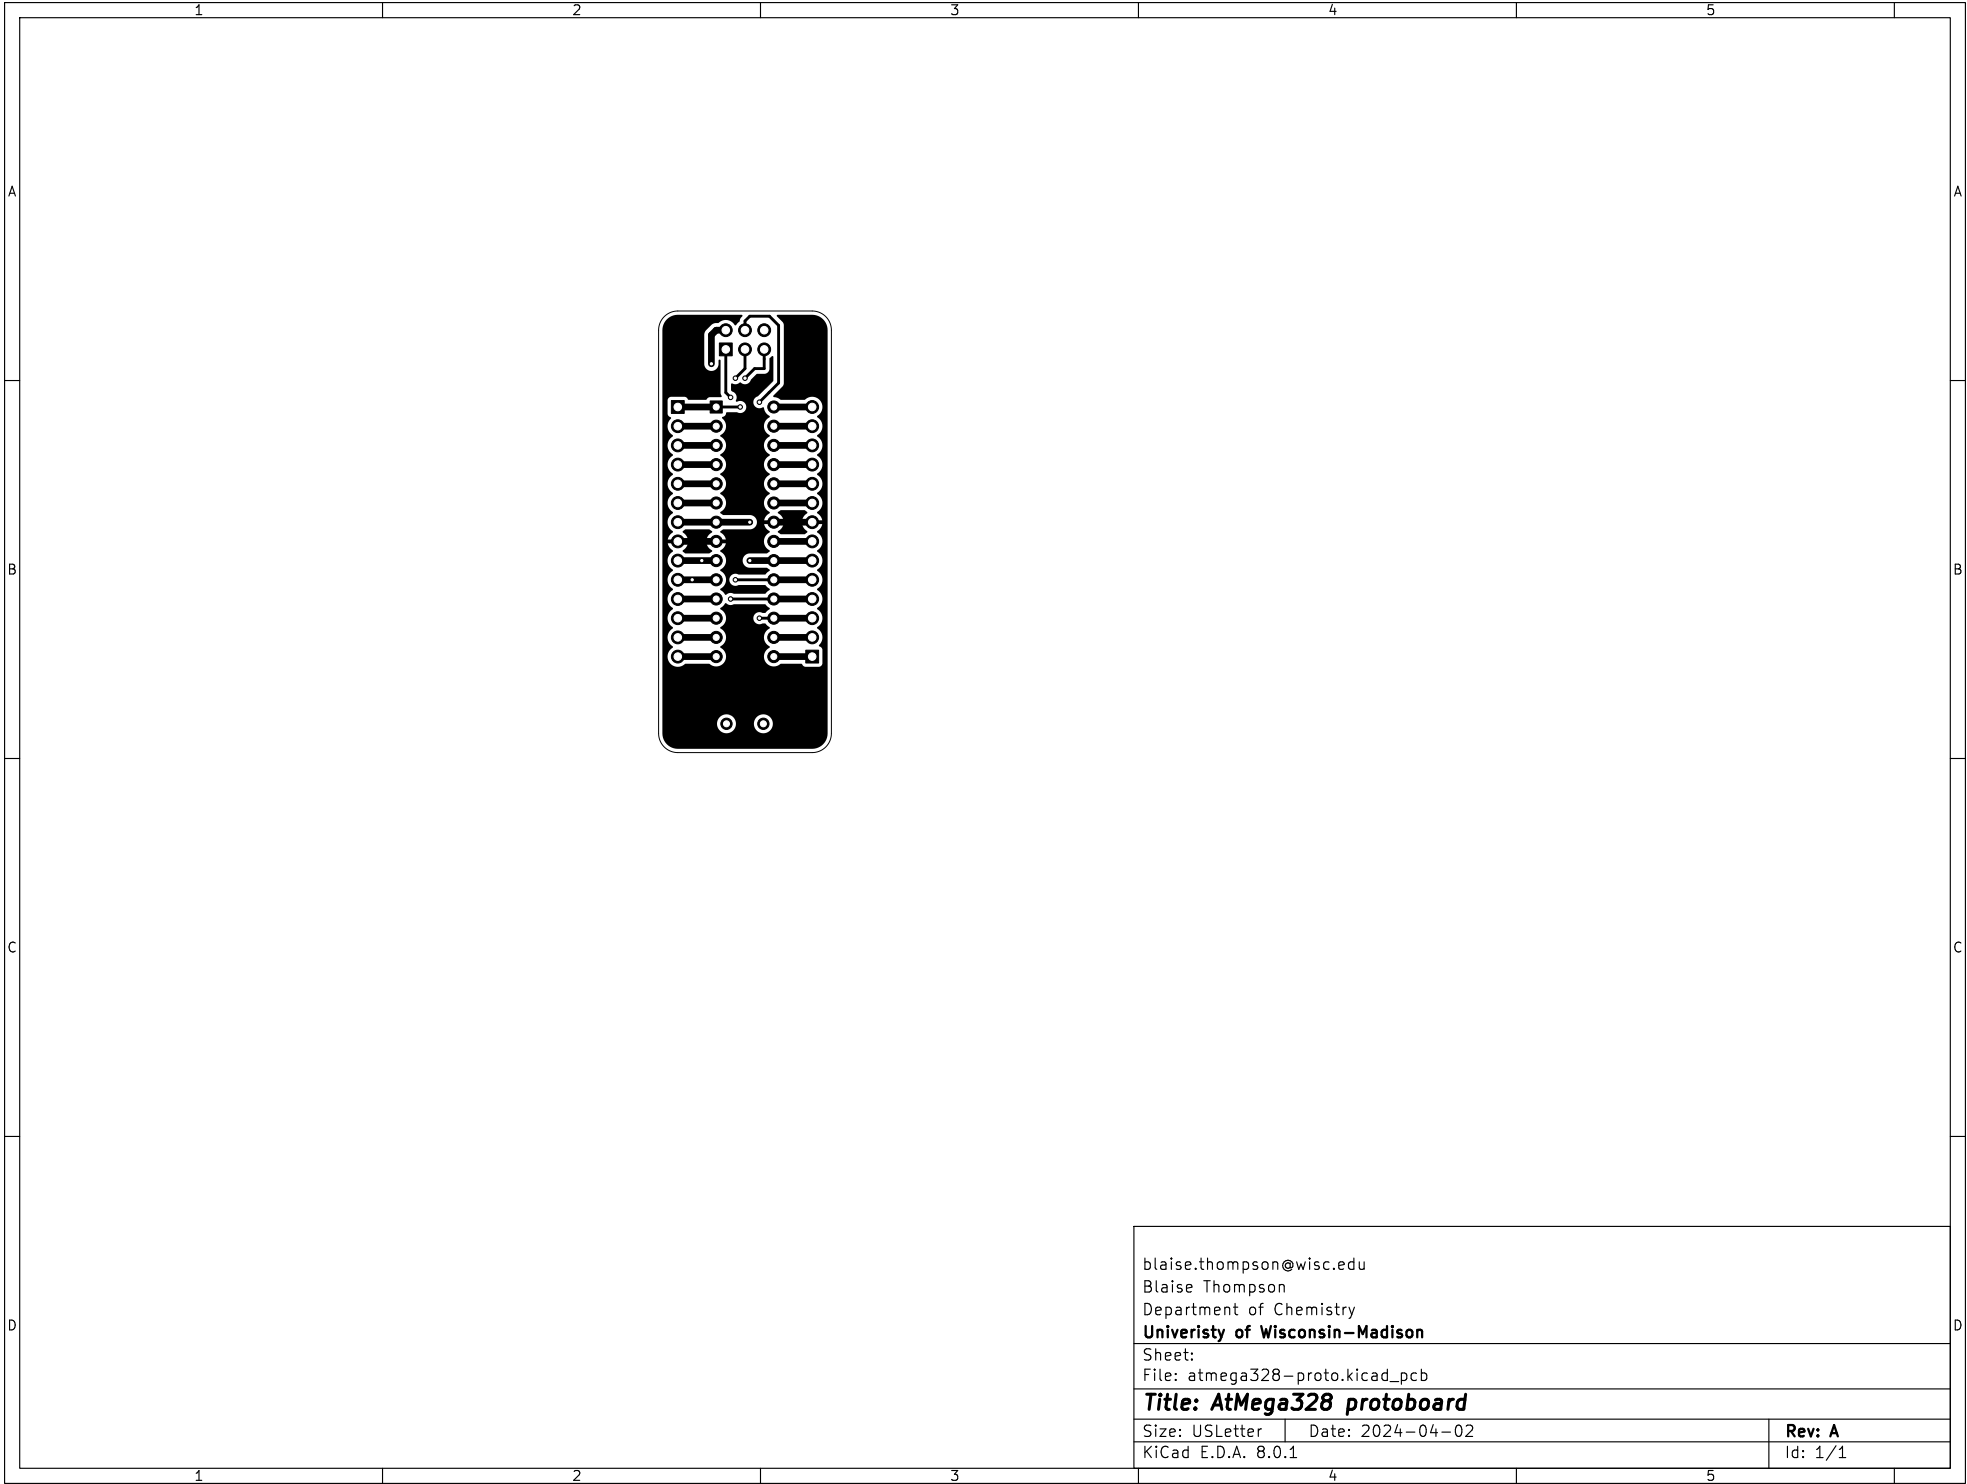 1 2 3 4 5
A A
B B
C C
D D
blaise.thompson@wisc.edu
Blaise Thompson
Department of Chemistry
Univeristy of Wisconsin-Madison
Sheet:
File: atmega328-proto.kicad_pcb
Title: AtMega328 protoboard
Size: USLetter Date: 2024-04-02 Rev: A
KiCad E.D.A. 8.0.1 Id: 1/1
1 2 3 4 5